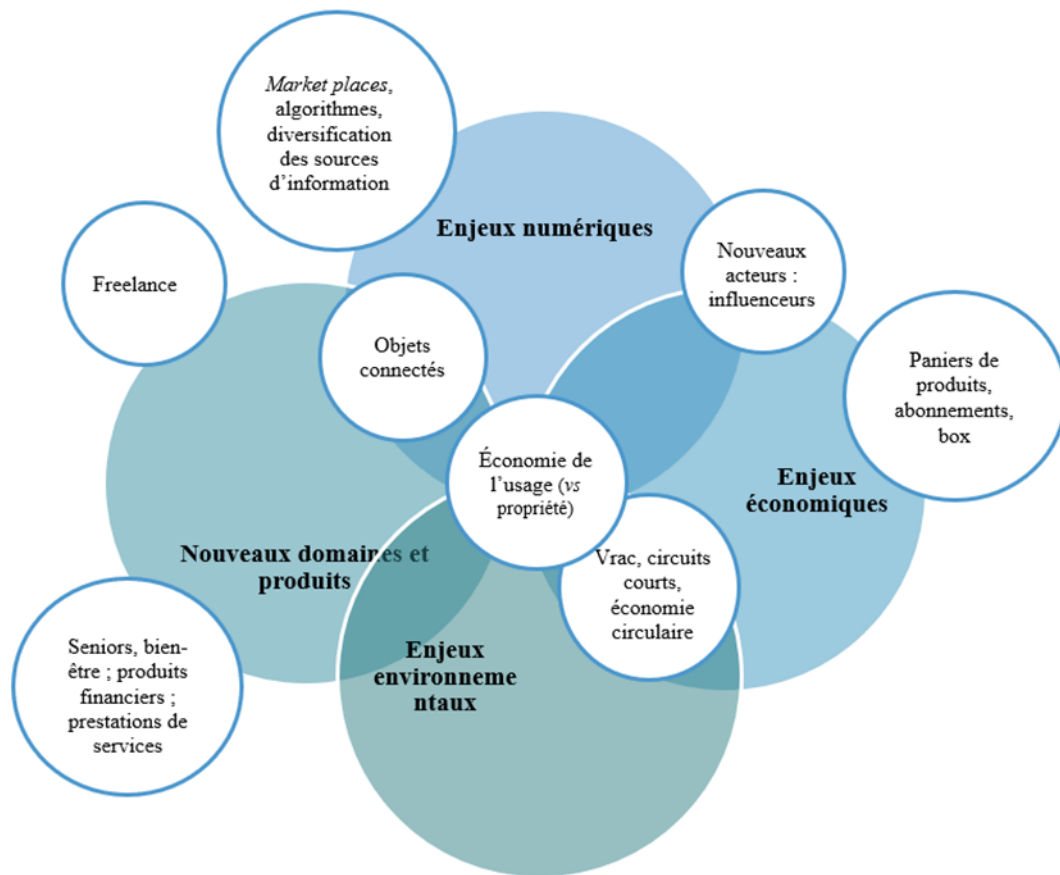 Market places,
algorithmes,
diversification
des sources
d’information
Enjeux numériques
Nouveaux
acteurs :
influenceurs
Freelance
Objets
connectés
Paniers de
produits,
abonnements,
box
Économie de
l’usage (vs
propriété)
Enjeux
économiques
Nouveaux domaines et
produits
Vrac, circuits
courts,
économie
circulaire
Enjeux
environneme
ntaux
Seniors, bien-
être ; produits
financiers ;
prestations de
services